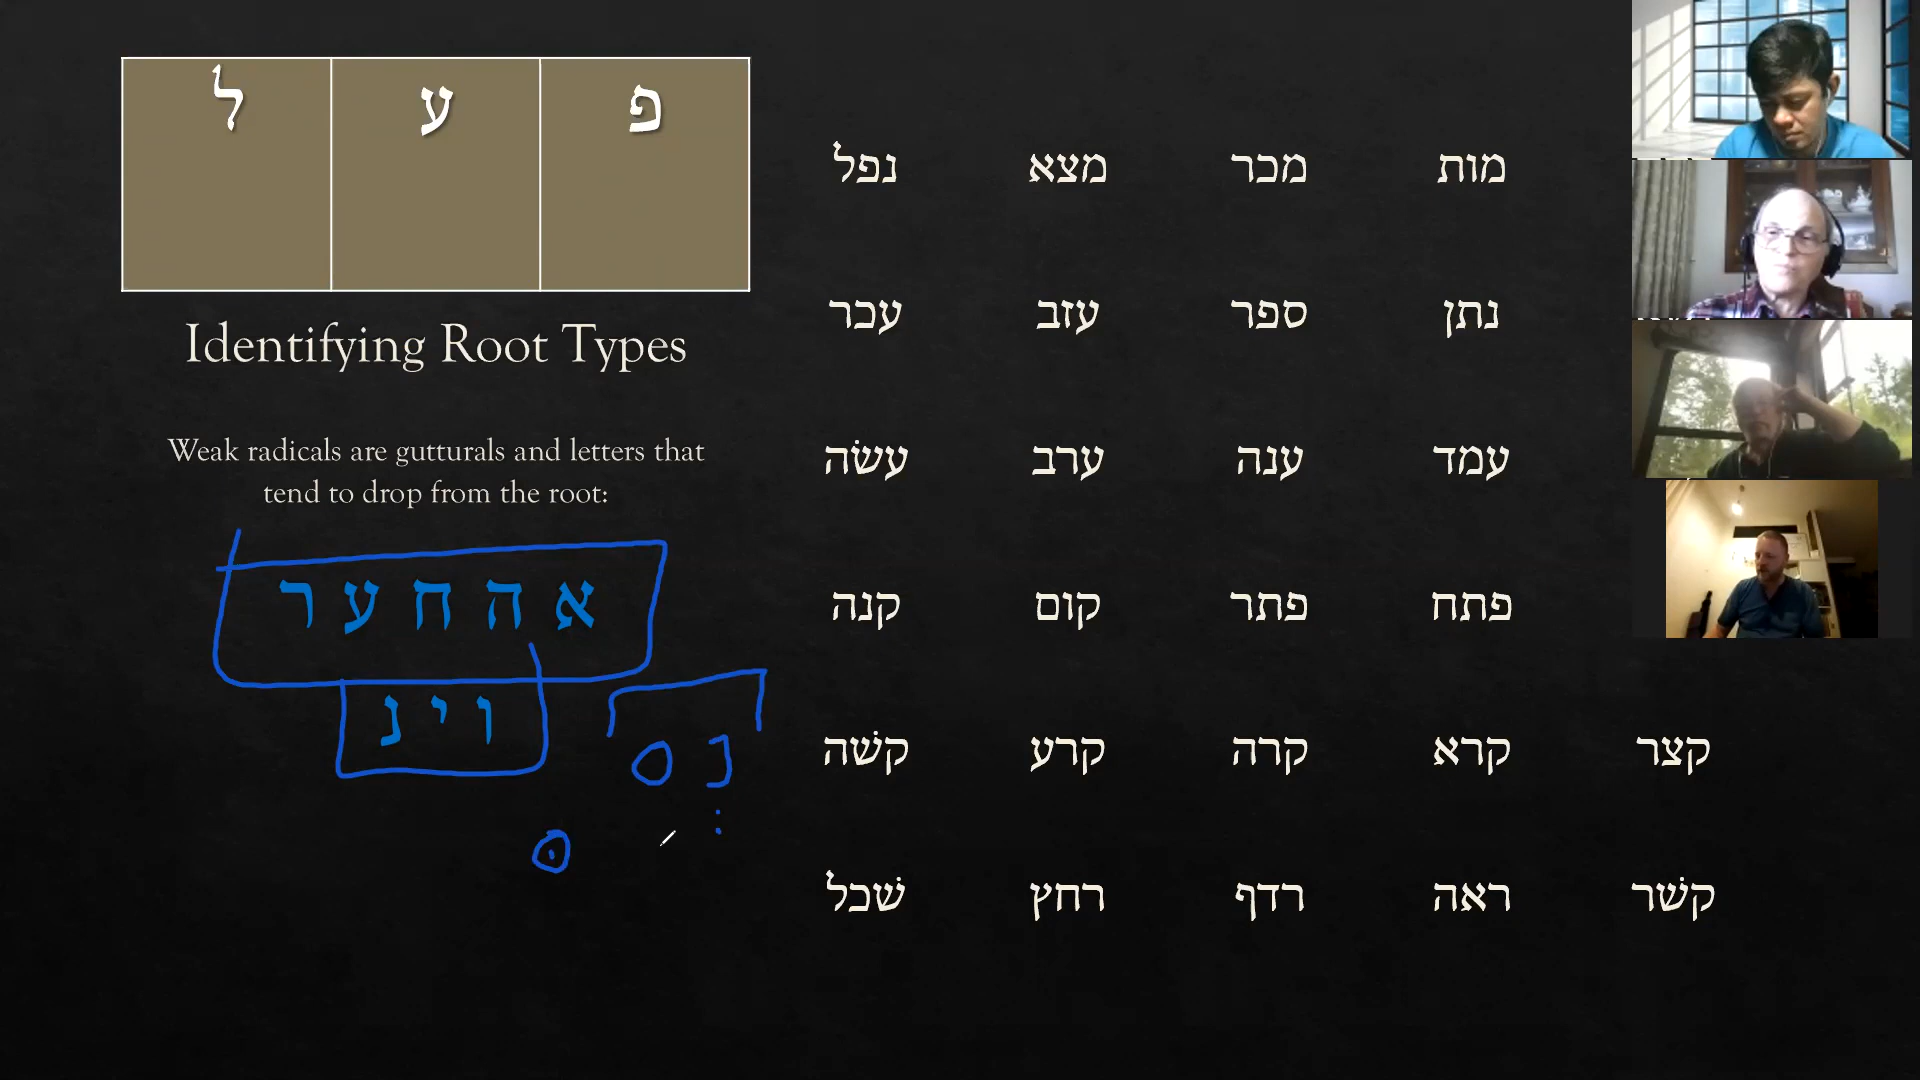 פ ע ל
Identifying Root Types
Weak radicals are gutturals and letters that
tend to drop from the root:
א ה ח ע ר
ו י נ
נ
מות מכר מצא נפל
נתן ספר עזב עכר
עמד ענה ערב עשׂה
פתח פתר קום קנה
קצר קרא קרה קרע קשׁה
קשׁר ראה רדף רחץ שׁכל